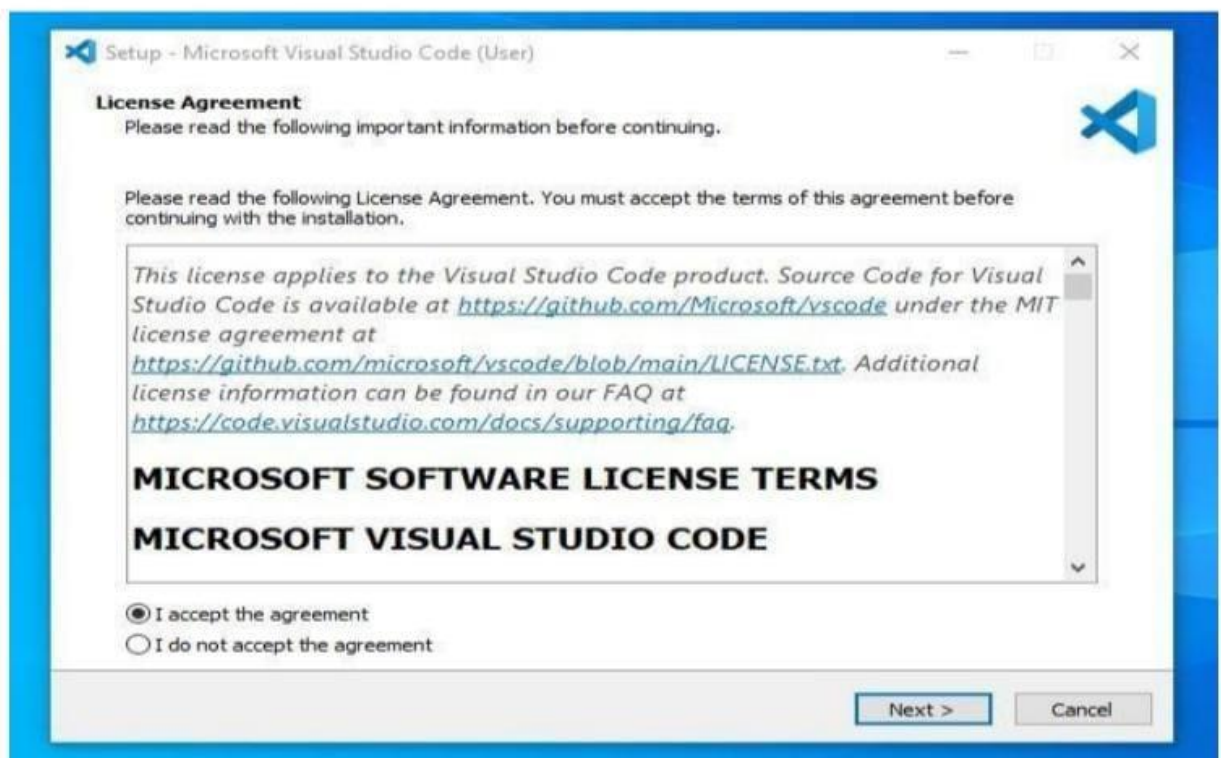 Setup - Microsoft Visual Studio Code (User)
License Agreement
Please read the following important information before continuing.
Please read the following License Agreement. You must accept the terms of this agreement before
continuing with the installation.
This license applies to the Visual Studio Code product. Source Code for Visual
Studio Code is available at https://github.com/Microsoft/vscode under the MIT
license agreement at
https://github.com/microsoft/vscode/blob/main/LICENSE.txt. Additional
license information can be found in our FAQ at
https://code.visualstudio.com/docs/supporting/faq.
MICROSOFT SOFTWARE LICENSE TERMS
MICROSOFT VISUAL STUDIO CODE
I accept the agreement
I do not accept the agreement
Next >
Cancel